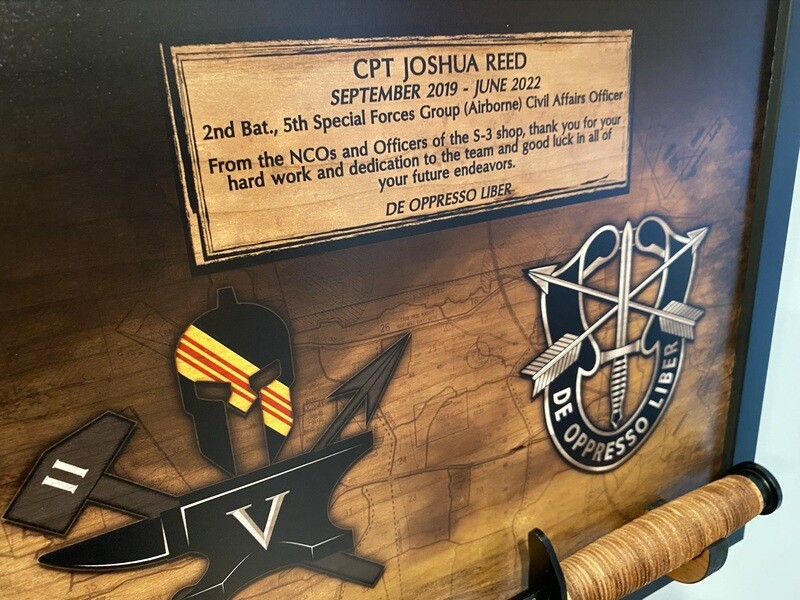 CPT JOSHUA REED
SEPTEMBER 2019 - JUNE 2022
2nd Bat., 5th Special Forces Group (Airborne) Civil Affairs Officer
From the NCOs and Officers of the S-3 shop, thank you for your
hard work and dedication to the team and good luck in all of
your future endeavors.
DE OPPRESSO LIBER
II
V
DE OPPRESSO LIBER